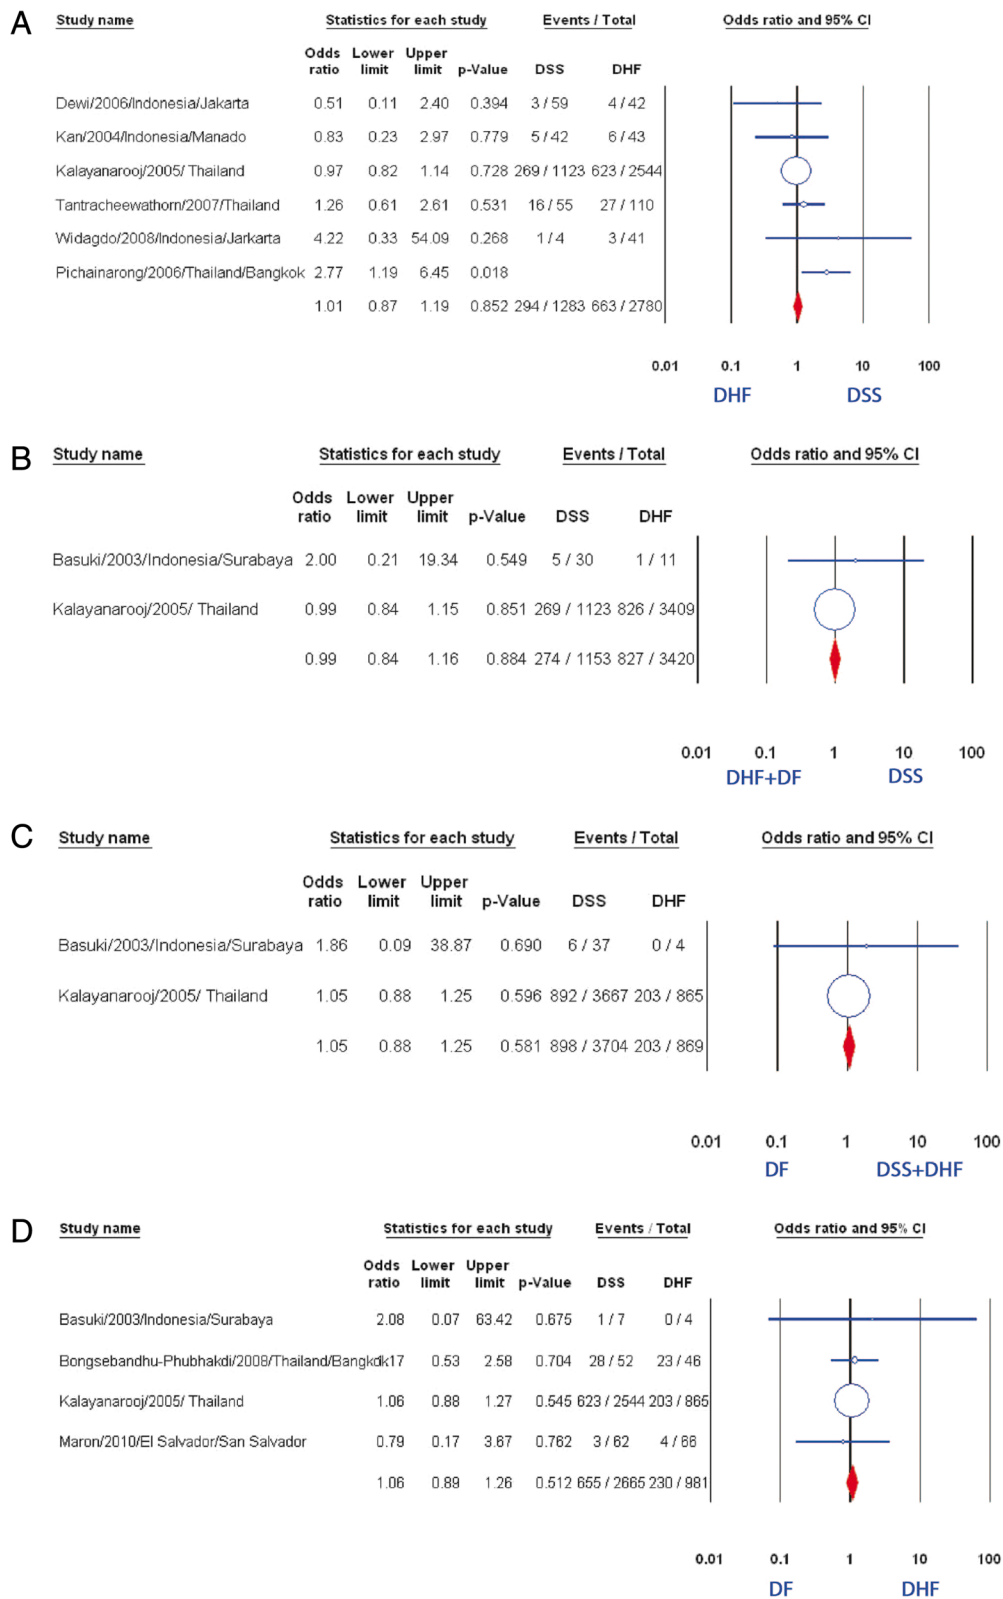 A Study name Statistics for each study Events / Total Odds ratio and 95% CI
Odds Lower Upper
ratio limit limit p-Value DSS DHF
Dewi/2006/Indonesia/Jakarta 0.51 0.11 2.40 0.394 3 / 59 4 / 42
Kan/2004/Indonesia/Manado 0.83 0.23 2.97 0.779 5 / 42 6 / 43
Kalayanarooj/2005/ Thailand 0.97 0.82 1.14 0.728 269 / 1123 623 / 2544
Tantracheewathorn/2007/Thailand 1.26 0.61 2.61 0.531 16 / 55 27 / 110
Widagdo/2008/Indonesia/Jarkarta 4.22 0.33 54.09 0.268 1 / 4 3 / 41
Pichainarong/2006/Thailand/Bangkok 2.77 1.19 6.45 0.018
1.01 0.87 1.19 0.852 294 / 1283 663 / 2780
0.01 0.1 1 10 100
DHF DSS
B Study name Statistics for each study Events / Total Odds ratio and 95% CI
Odds Lower Upper
ratio limit limit p-Value DSS DHF
Basuki/2003/Indonesia/Surabaya 2.00 0.21 19.34 0.549 5 / 30 1 / 11
Kalayanarooj/2005/ Thailand 0.99 0.84 1.15 0.851 269 / 1123 826 / 3409
0.99 0.84 1.16 0.884 274 / 1153 827 / 3420
0.01 0.1 1 10 100
DHF+DF DSS
C Study name Statistics for each study Events / Total Odds ratio and 95% CI
Odds Lower Upper
ratio limit limit p-Value DSS DHF
Basuki/2003/Indonesia/Surabaya 1.86 0.09 38.87 0.690 6 / 37 0 / 4
Kalayanarooj/2005/ Thailand 1.05 0.88 1.25 0.596 892 / 3667 203 / 865
1.05 0.88 1.25 0.581 898 / 3704 203 / 869
0.01 0.1 1 10 100
DF DSS+DHF
D Study name Statistics for each study Events / Total Odds ratio and 95% CI
Odds Lower Upper
ratio limit limit p-Value DSS DHF
Basuki/2003/Indonesia/Surabaya 2.08 0.07 63.42 0.675 1 / 7 0 / 4
Bongsebandhu-Phubhakdi/2008/Thailand/Bangkok 1.17 0.53 2.58 0.704 28 / 52 23 / 46
Kalayanarooj/2005/ Thailand 1.06 0.88 1.27 0.545 623 / 2544 203 / 865
Maron/2010/El Salvador/San Salvador 0.79 0.17 3.67 0.762 3 / 62 4 / 66
1.06 0.89 1.26 0.512 655 / 2665 230 / 981
0.01 0.1 1 10 100
DF DHF